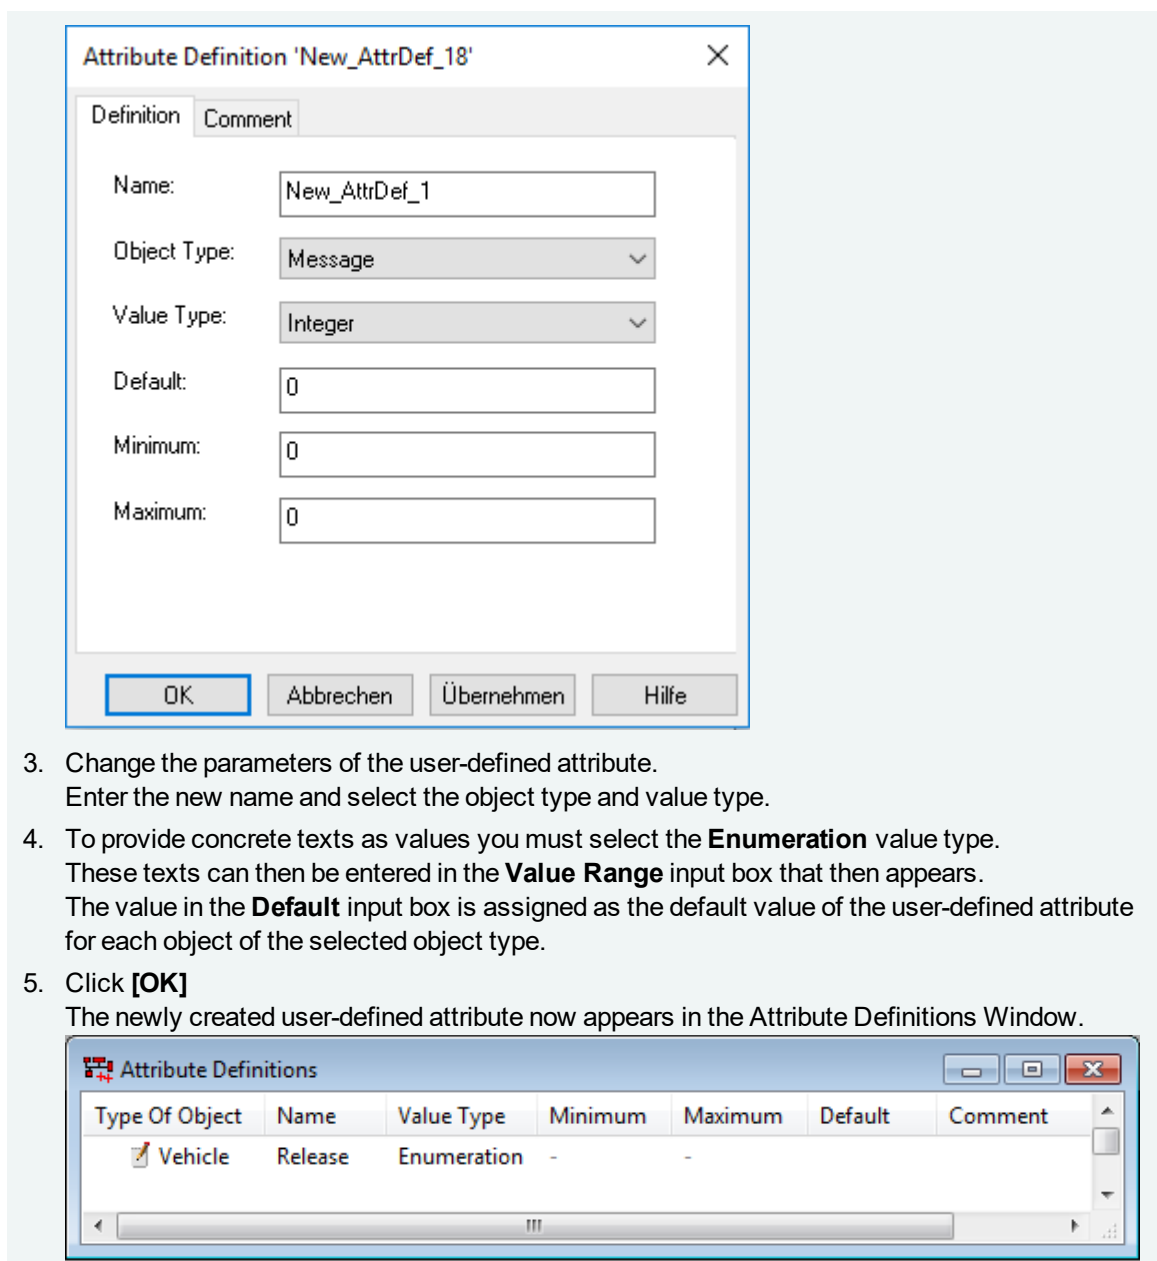 Attribute Definition 'New_AttrDef_18'
Definition Comment
Name: New_AttrDef_1
Object Type: Message
Value Type: Integer
Default: 0
Minimum: 0
Maximum: 0
OK Abbrechen Übernehmen Hilfe
3. Change the parameters of the user-defined attribute.
Enter the new name and select the object type and value type.
4. To provide concrete texts as values you must select the Enumeration value type.
These texts can then be entered in the Value Range input box that then appears.
The value in the Default input box is assigned as the default value of the user-defined attribute
for each object of the selected object type.
5. Click [OK]
The newly created user-defined attribute now appears in the Attribute Definitions Window.
Attribute Definitions
Type Of Object Name Value Type Minimum Maximum Default Comment
Vehicle Release Enumeration - -